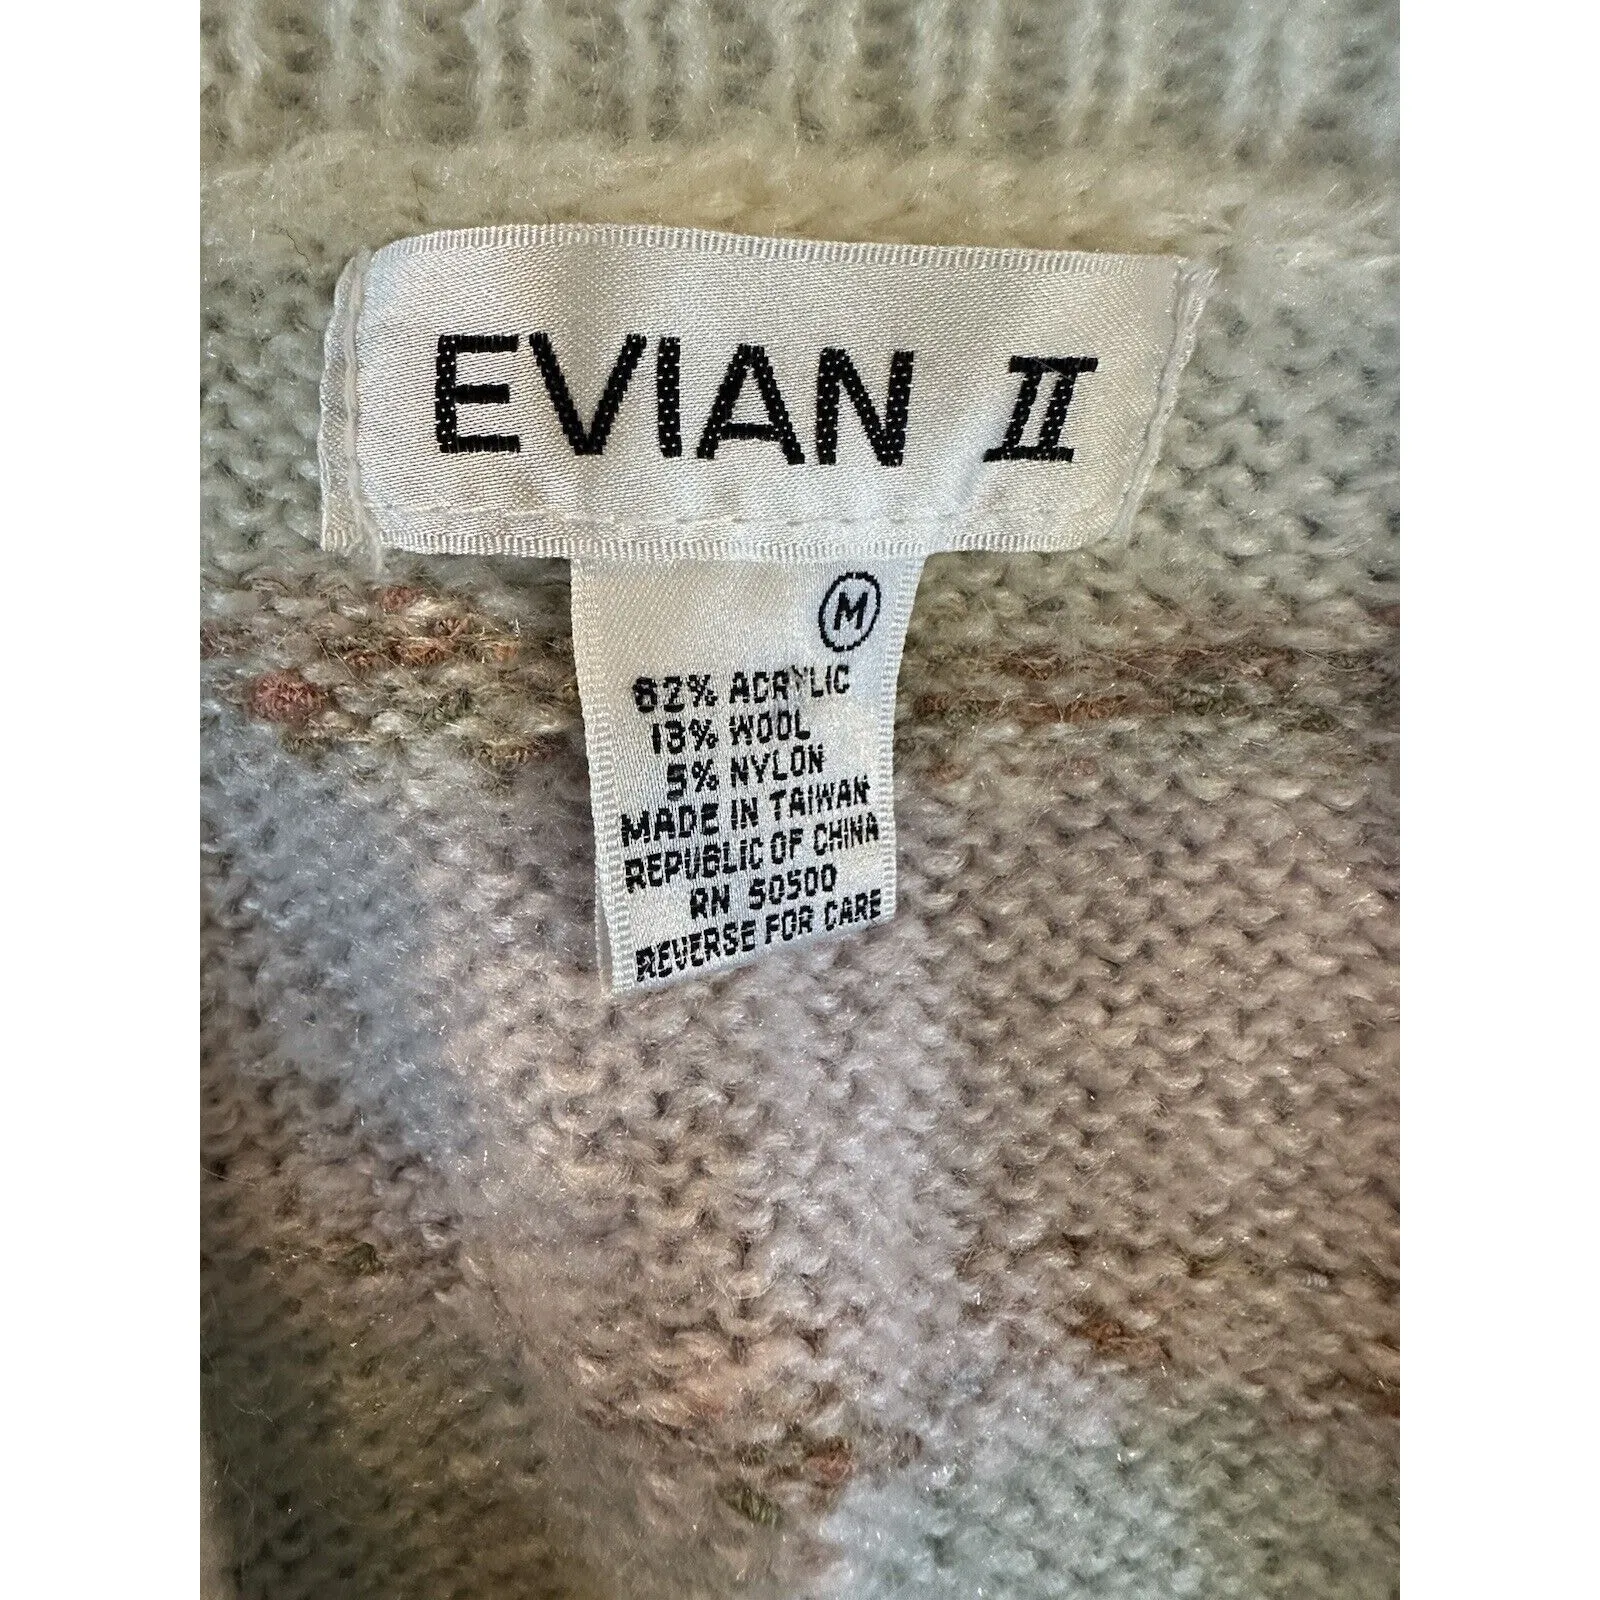 EVIAN II
M
82% ACRYLIC
13% WOOL
5% NYLON
MADE IN TAIWAN
REPUBLIC OF CHINA
RN 50500
REVERSE FOR CARE